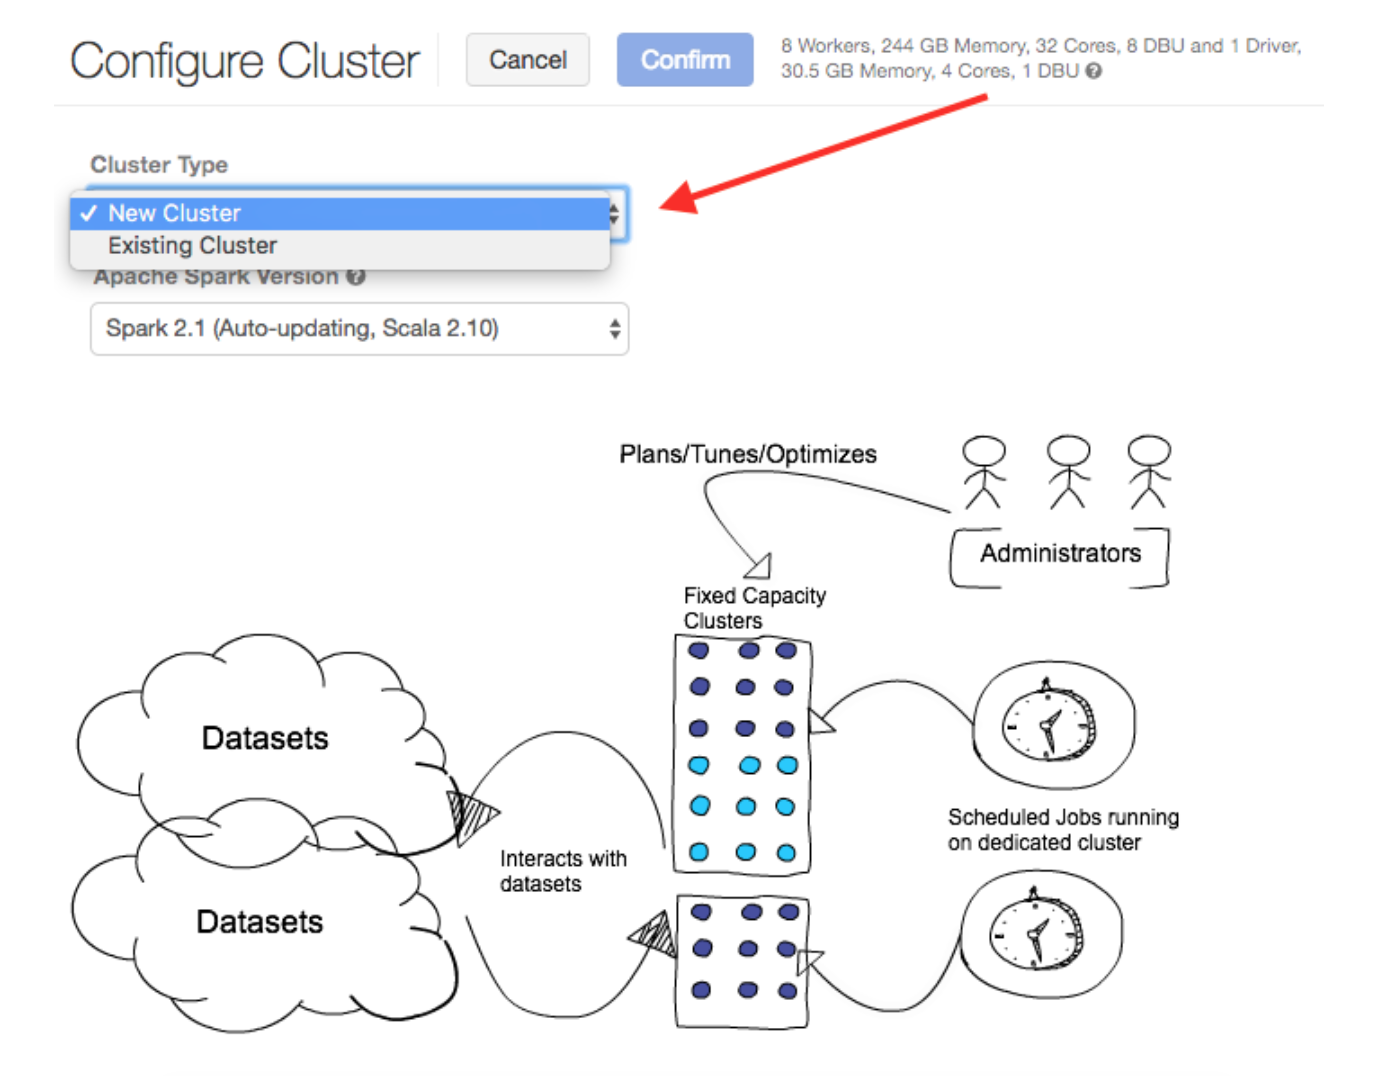 Configure Cluster
Cancel
Confirm
8 Workers, 244 GB Memory, 32 Cores, 8 DBU and 1 Driver,
30.5 GB Memory, 4 Cores, 1 DBU
Cluster Type
✓ New Cluster
Existing Cluster
Apache Spark Version
Spark 2.1 (Auto-updating, Scala 2.10)
Plans/Tunes/Optimizes
Administrators
Fixed Capacity
Clusters
Datasets
Scheduled Jobs running
on dedicated cluster
Interacts with
datasets
Datasets